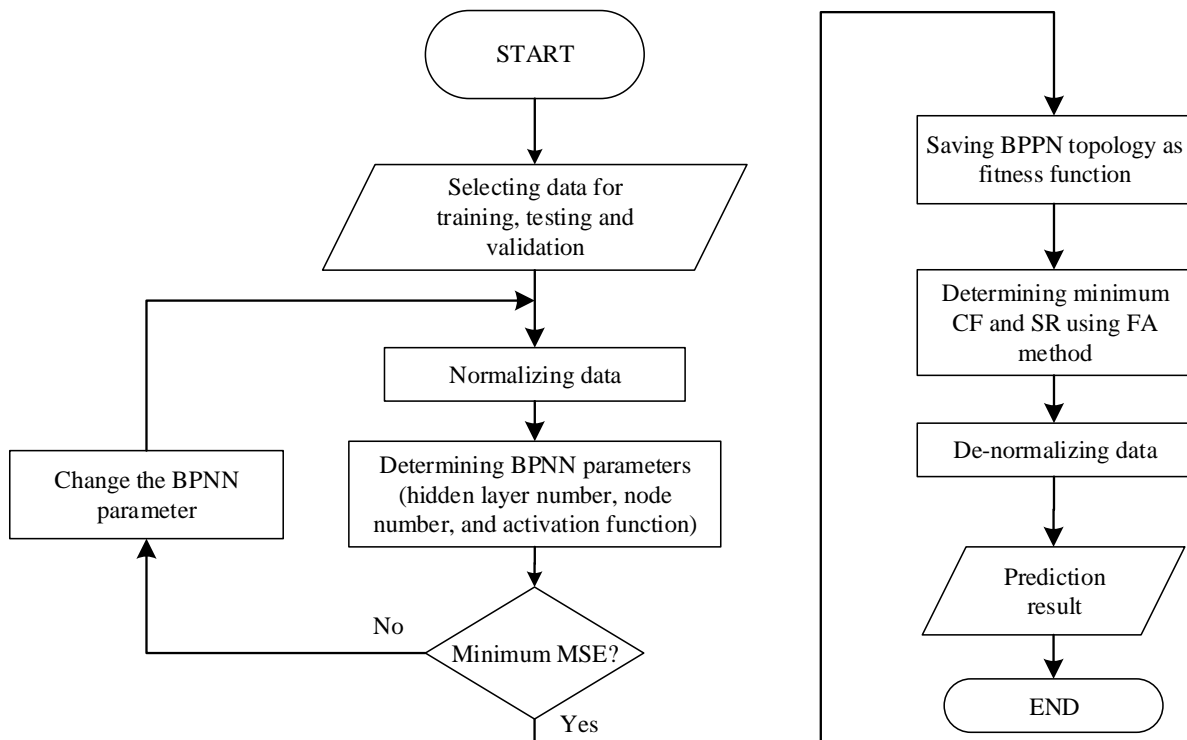 START
Selecting data for
training, testing and
validation
Normalizing data
Determining BPNN parameters
(hidden layer number, node
number, and activation function)
Change the BPNN
parameter
No
Minimum MSE?
Yes
Saving BPPN topology as
fitness function
Determining minimum
CF and SR using FA
method
De-normalizing data
Prediction
result
END